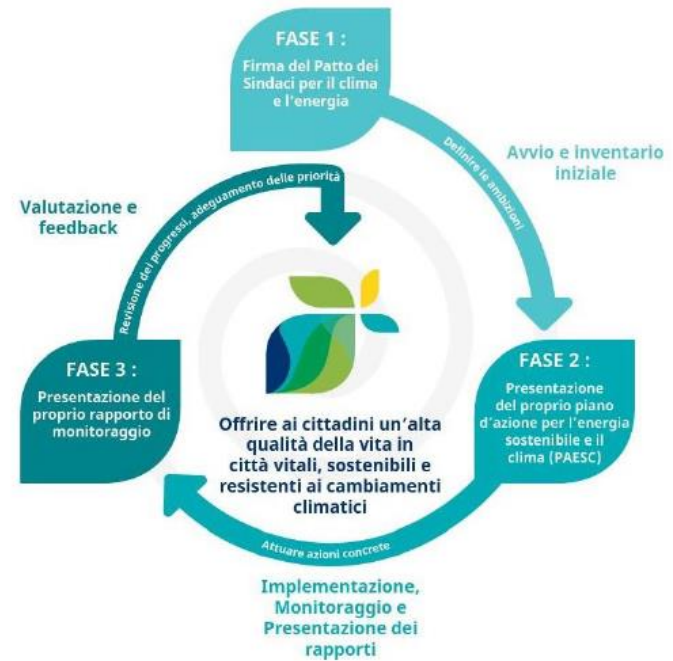 FASE 1 :
Firma del Patto dei
Sindaci per il clima
e l'energia
Definire le ambizioni
Avvio e inventario
iniziale
FASE 2 :
Presentazione
del proprio piano
d'azione per l'energia
sostenibile e il
clima (PAESC)
Attuare azioni concrete
Implementazione,
Monitoraggio e
Presentazione dei
rapporti
FASE 3 :
Presentazione del
proprio rapporto di
monitoraggio
Revisione dei progressi, adeguamento delle priorità
Valutazione e
feedback
Offrire ai cittadini un'alta
qualità della vita in
città vitali, sostenibili e
resistenti ai cambiamenti
climatici